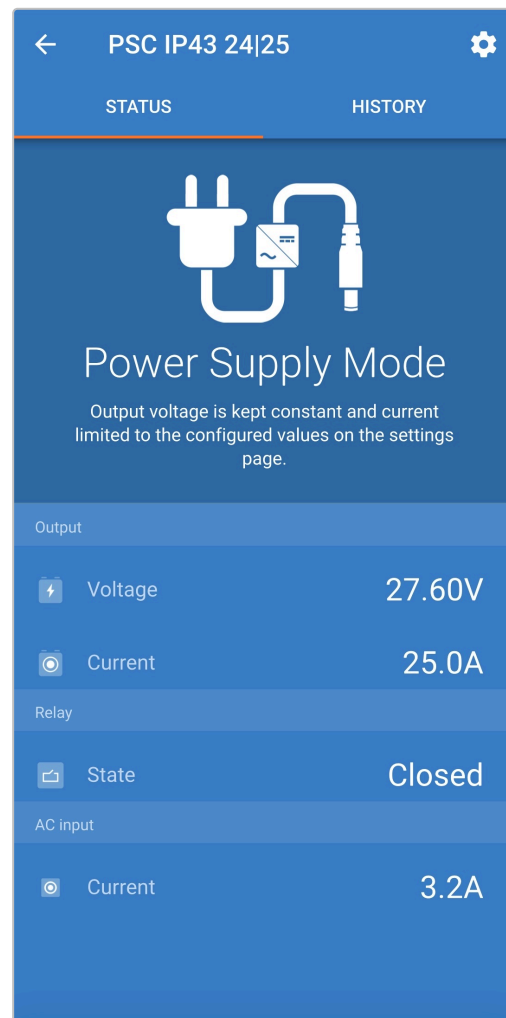 PSC IP43 24|25
STATUS HISTORY
Power Supply Mode
Output voltage is kept constant and current
limited to the configured values on the settings
page.
Output
Voltage 27.60V
Current 25.0A
Relay
State Closed
AC input
Current 3.2A